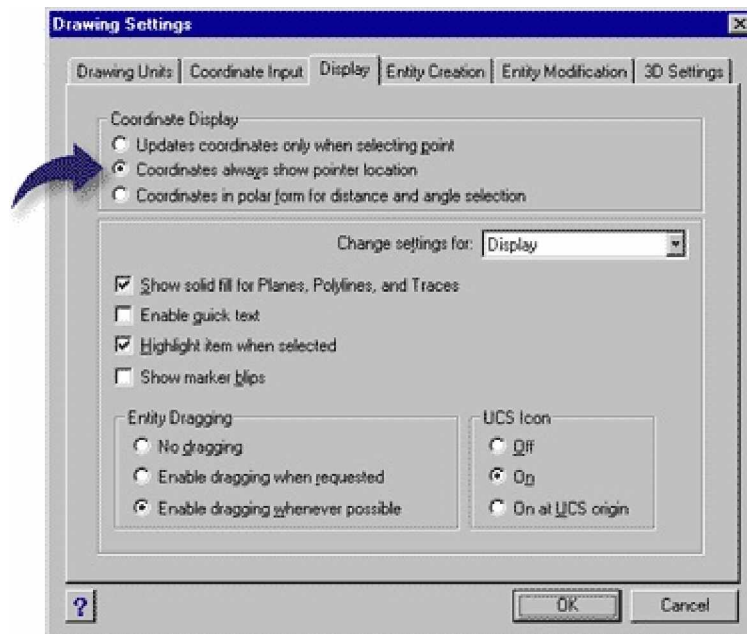 Drawing Settings
Drawing Units Coordinate Input Display Entity Creation Entity Modification 3D Settings
Coordinate Display
Updates coordinates only when selecting point
Coordinates always show pointer location
Coordinates in polar form for distance and angle selection
Change settings for: Display
Show solid fill for Planes, Polylines, and Traces
Enable quick text
Highlight item when selected
Show marker blips
Entity Dragging
No dragging
Enable dragging when requested
Enable dragging whenever possible
UCS Icon
Off
On
On at UCS origin
? OK Cancel